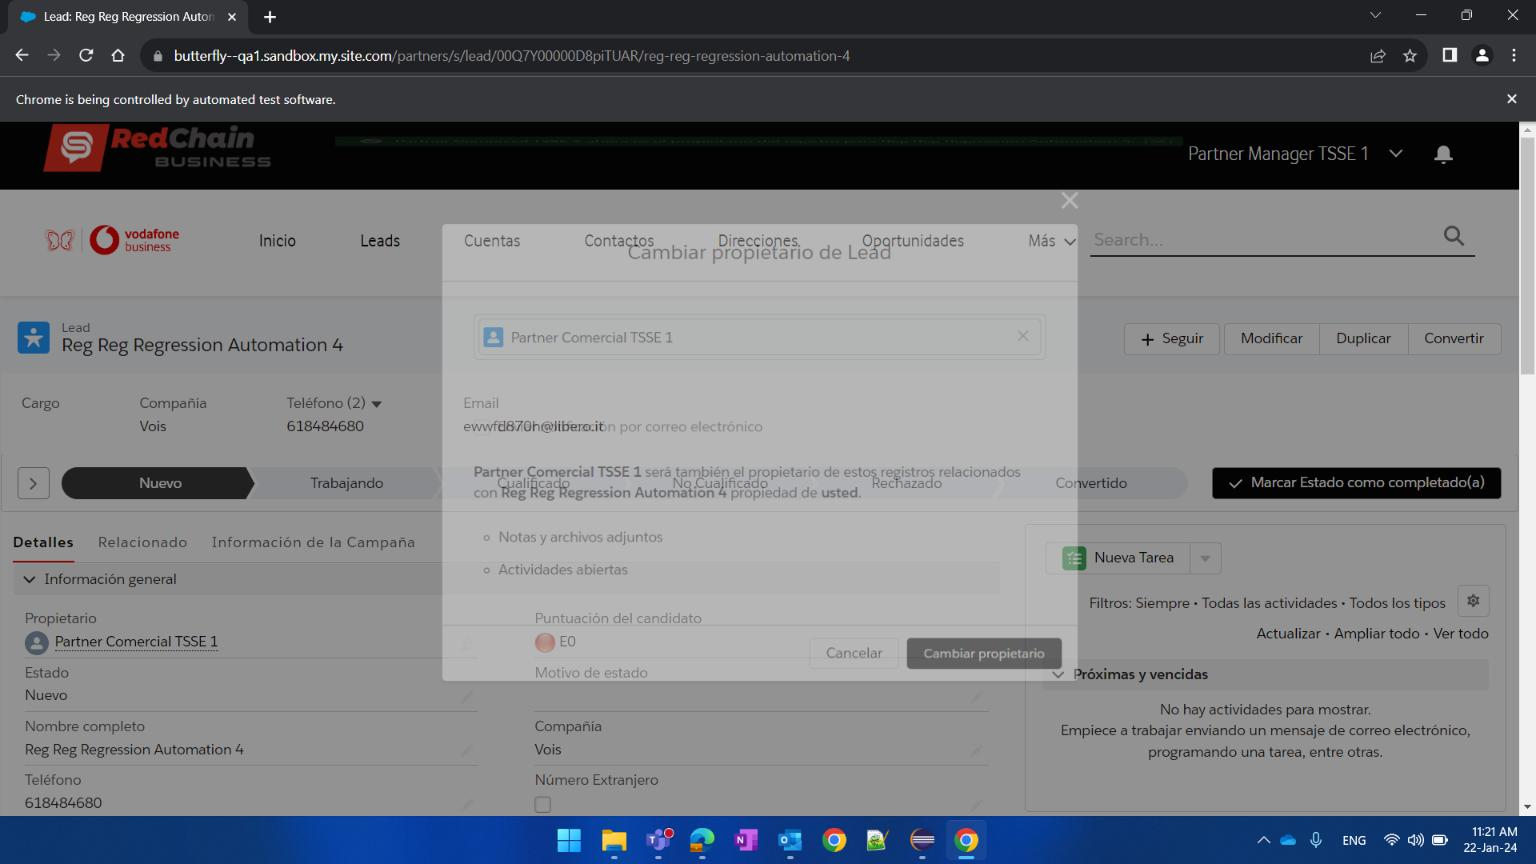 Lead: Reg Reg Regression Auton
butterfly--qa1.sandbox.my.site.com/partners/s/lead/00Q7Y00000D8piTUAR/reg-reg-regression-automation-4
Chrome is being controlled by automated test software.
RedChain
BUSINESS
Partner Manager TSSE 1
vodafone
business
Inicio
Leads
Cuentas
Contactos
Direcciones
Oportunidades
Más
Search...
Cambiar propietario de Lead
Lead
Reg Reg Regression Automation 4
Partner Comercial TSSE 1
Seguir
Modificar
Duplicar
Convertir
Cargo
Compañía
Vois
Teléfono (2)
618484680
Email
por correo electrónico
Partner Comercial TSSE 1 será también el propietario de estos registros relacionados
con Reg Reg Regression Automation 4 propiedad de usted.
Nuevo
Trabajando
Cualificado
No Cualificado
Rechazado
Convertido
Marcar Estado como completado(a)
Notas y archivos adjuntos
Actividades abiertas
Detalles
Relacionado
Información de la Campaña
Información general
Propietario
Partner Comercial TSSE 1
Puntuación del candidato
E0
Cancelar
Cambiar propietario
Estado
Nuevo
Motivo de estado
Nombre completo
Reg Reg Regression Automation 4
Compañía
Vois
Teléfono
618484680
Número Extranjero
Nueva Tarea
Filtros: Siempre • Todas las actividades • Todos los tipos
Actualizar • Ampliar todo • Ver todo
Próximas y vencidas
No hay actividades para mostrar.
Empiece a trabajar enviando un mensaje de correo electrónico,
programando una tarea, entre otras.
ENG
11:21 AM
22-Jan-24